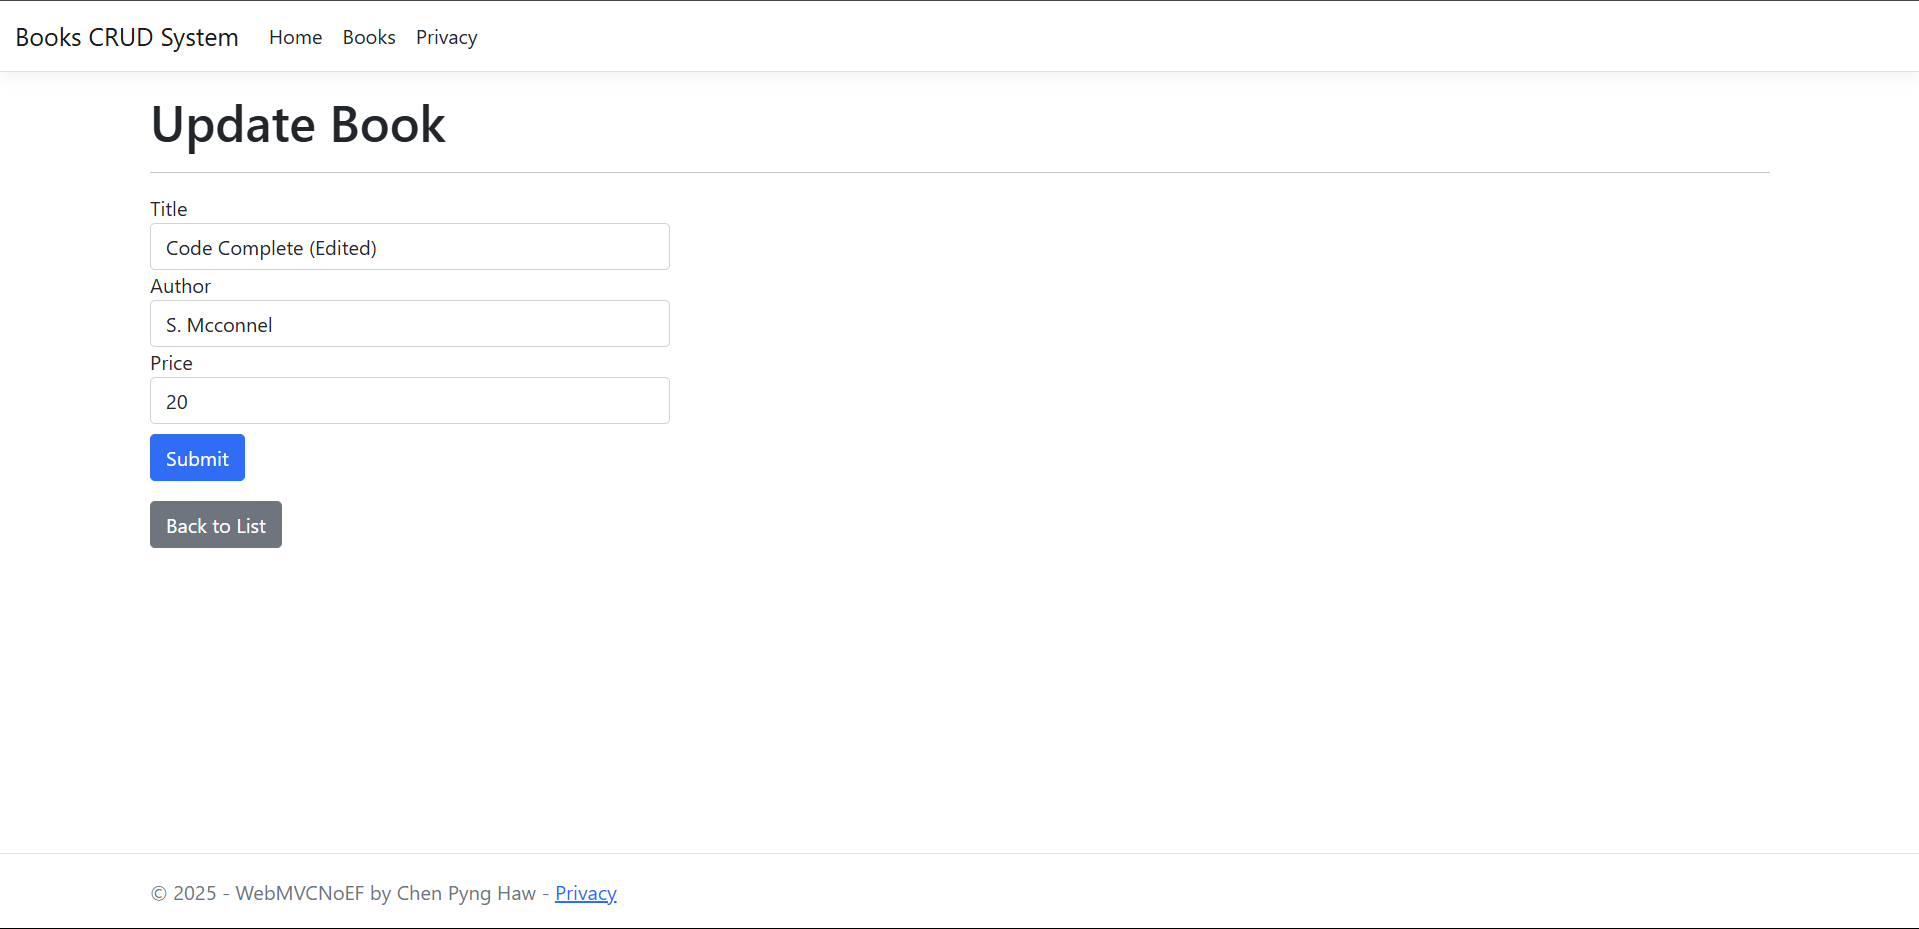 Books CRUD System Home Books Privacy
Update Book
Title
Code Complete (Edited)
Author
S. Mcconnel
Price
20
Submit
Back to List
© 2025 - WebMVCNoEF by Chen Pyng Haw - Privacy